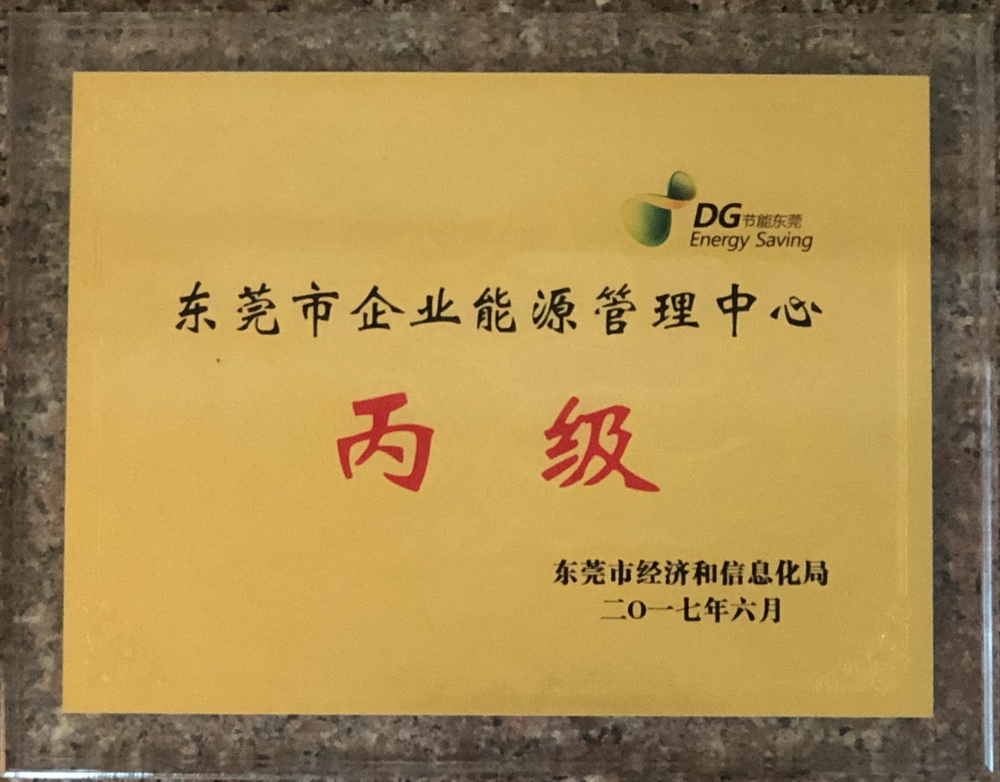 DG节能东莞
Energy Saving
东莞市企业能源管理中心
丙级
东莞市经济和信息化局
二〇一七年六月